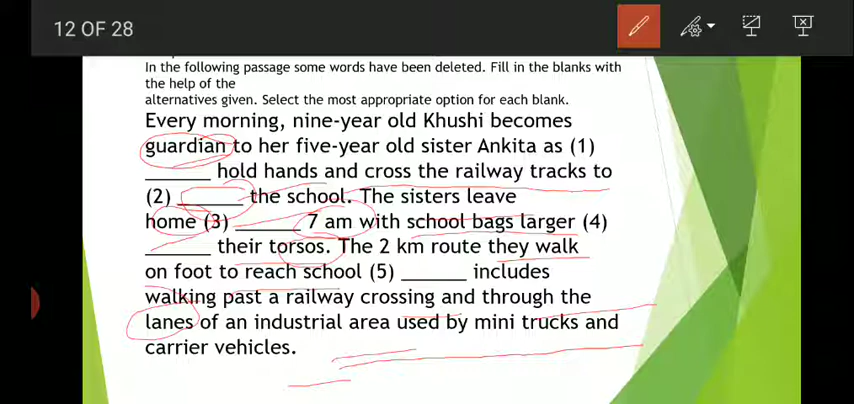 12 OF 28
In the following passage some words have been deleted. Fill in the blanks with
the help of the
alternatives given. Select the most appropriate option for each blank.
Every morning, nine-year old Khushi becomes
guardian to her five-year old sister Ankita as (1)
______ hold hands and cross the railway tracks to
(2) ______ the school. The sisters leave
home (3) ______ 7 am with school bags larger (4)
______ their torsos. The 2 km route they walk
on foot to reach school (5) ______ includes
walking past a railway crossing and through the
lanes of an industrial area used by mini trucks and
carrier vehicles.